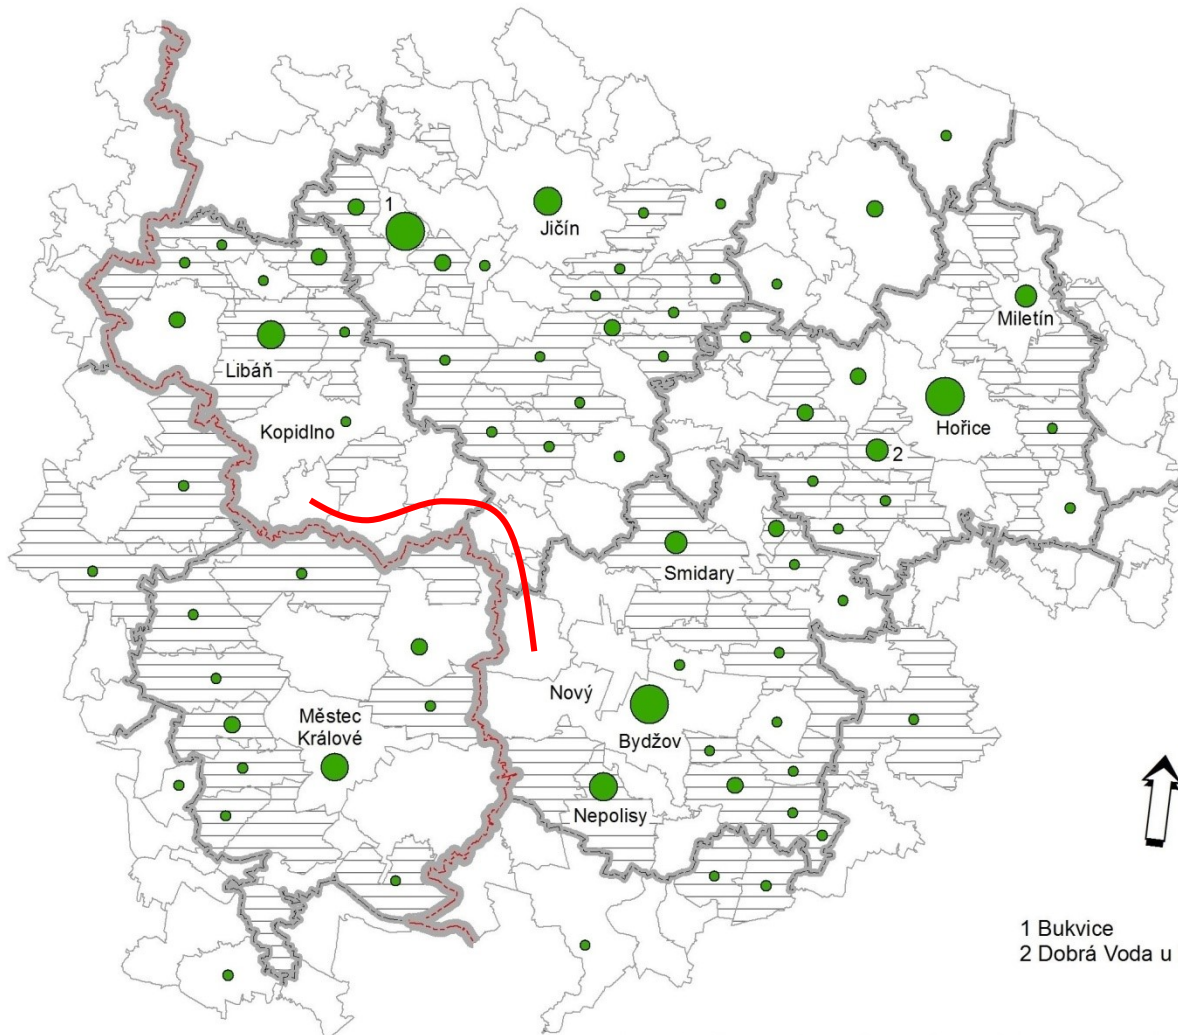 1
Jičín
Miletín
Libáň
Hořice
Kopidlno
2
Smidary
Nový
Bydžov
Městec
Králové
Nepolisy
1 Bukvice
2 Dobrá Voda u